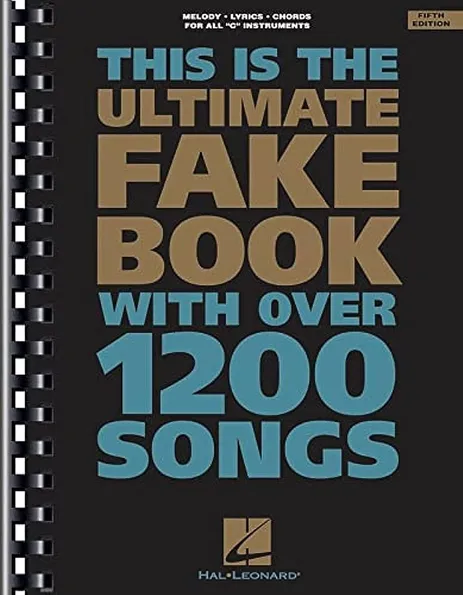 MELODY • LYRICS • CHORDS
FOR ALL "C" INSTRUMENTS
FIFTH
EDITION
THIS IS THE
ULTIMATE
FAKE
BOOK
WITH OVER
1200
SONGS
HAL•LEONARD®